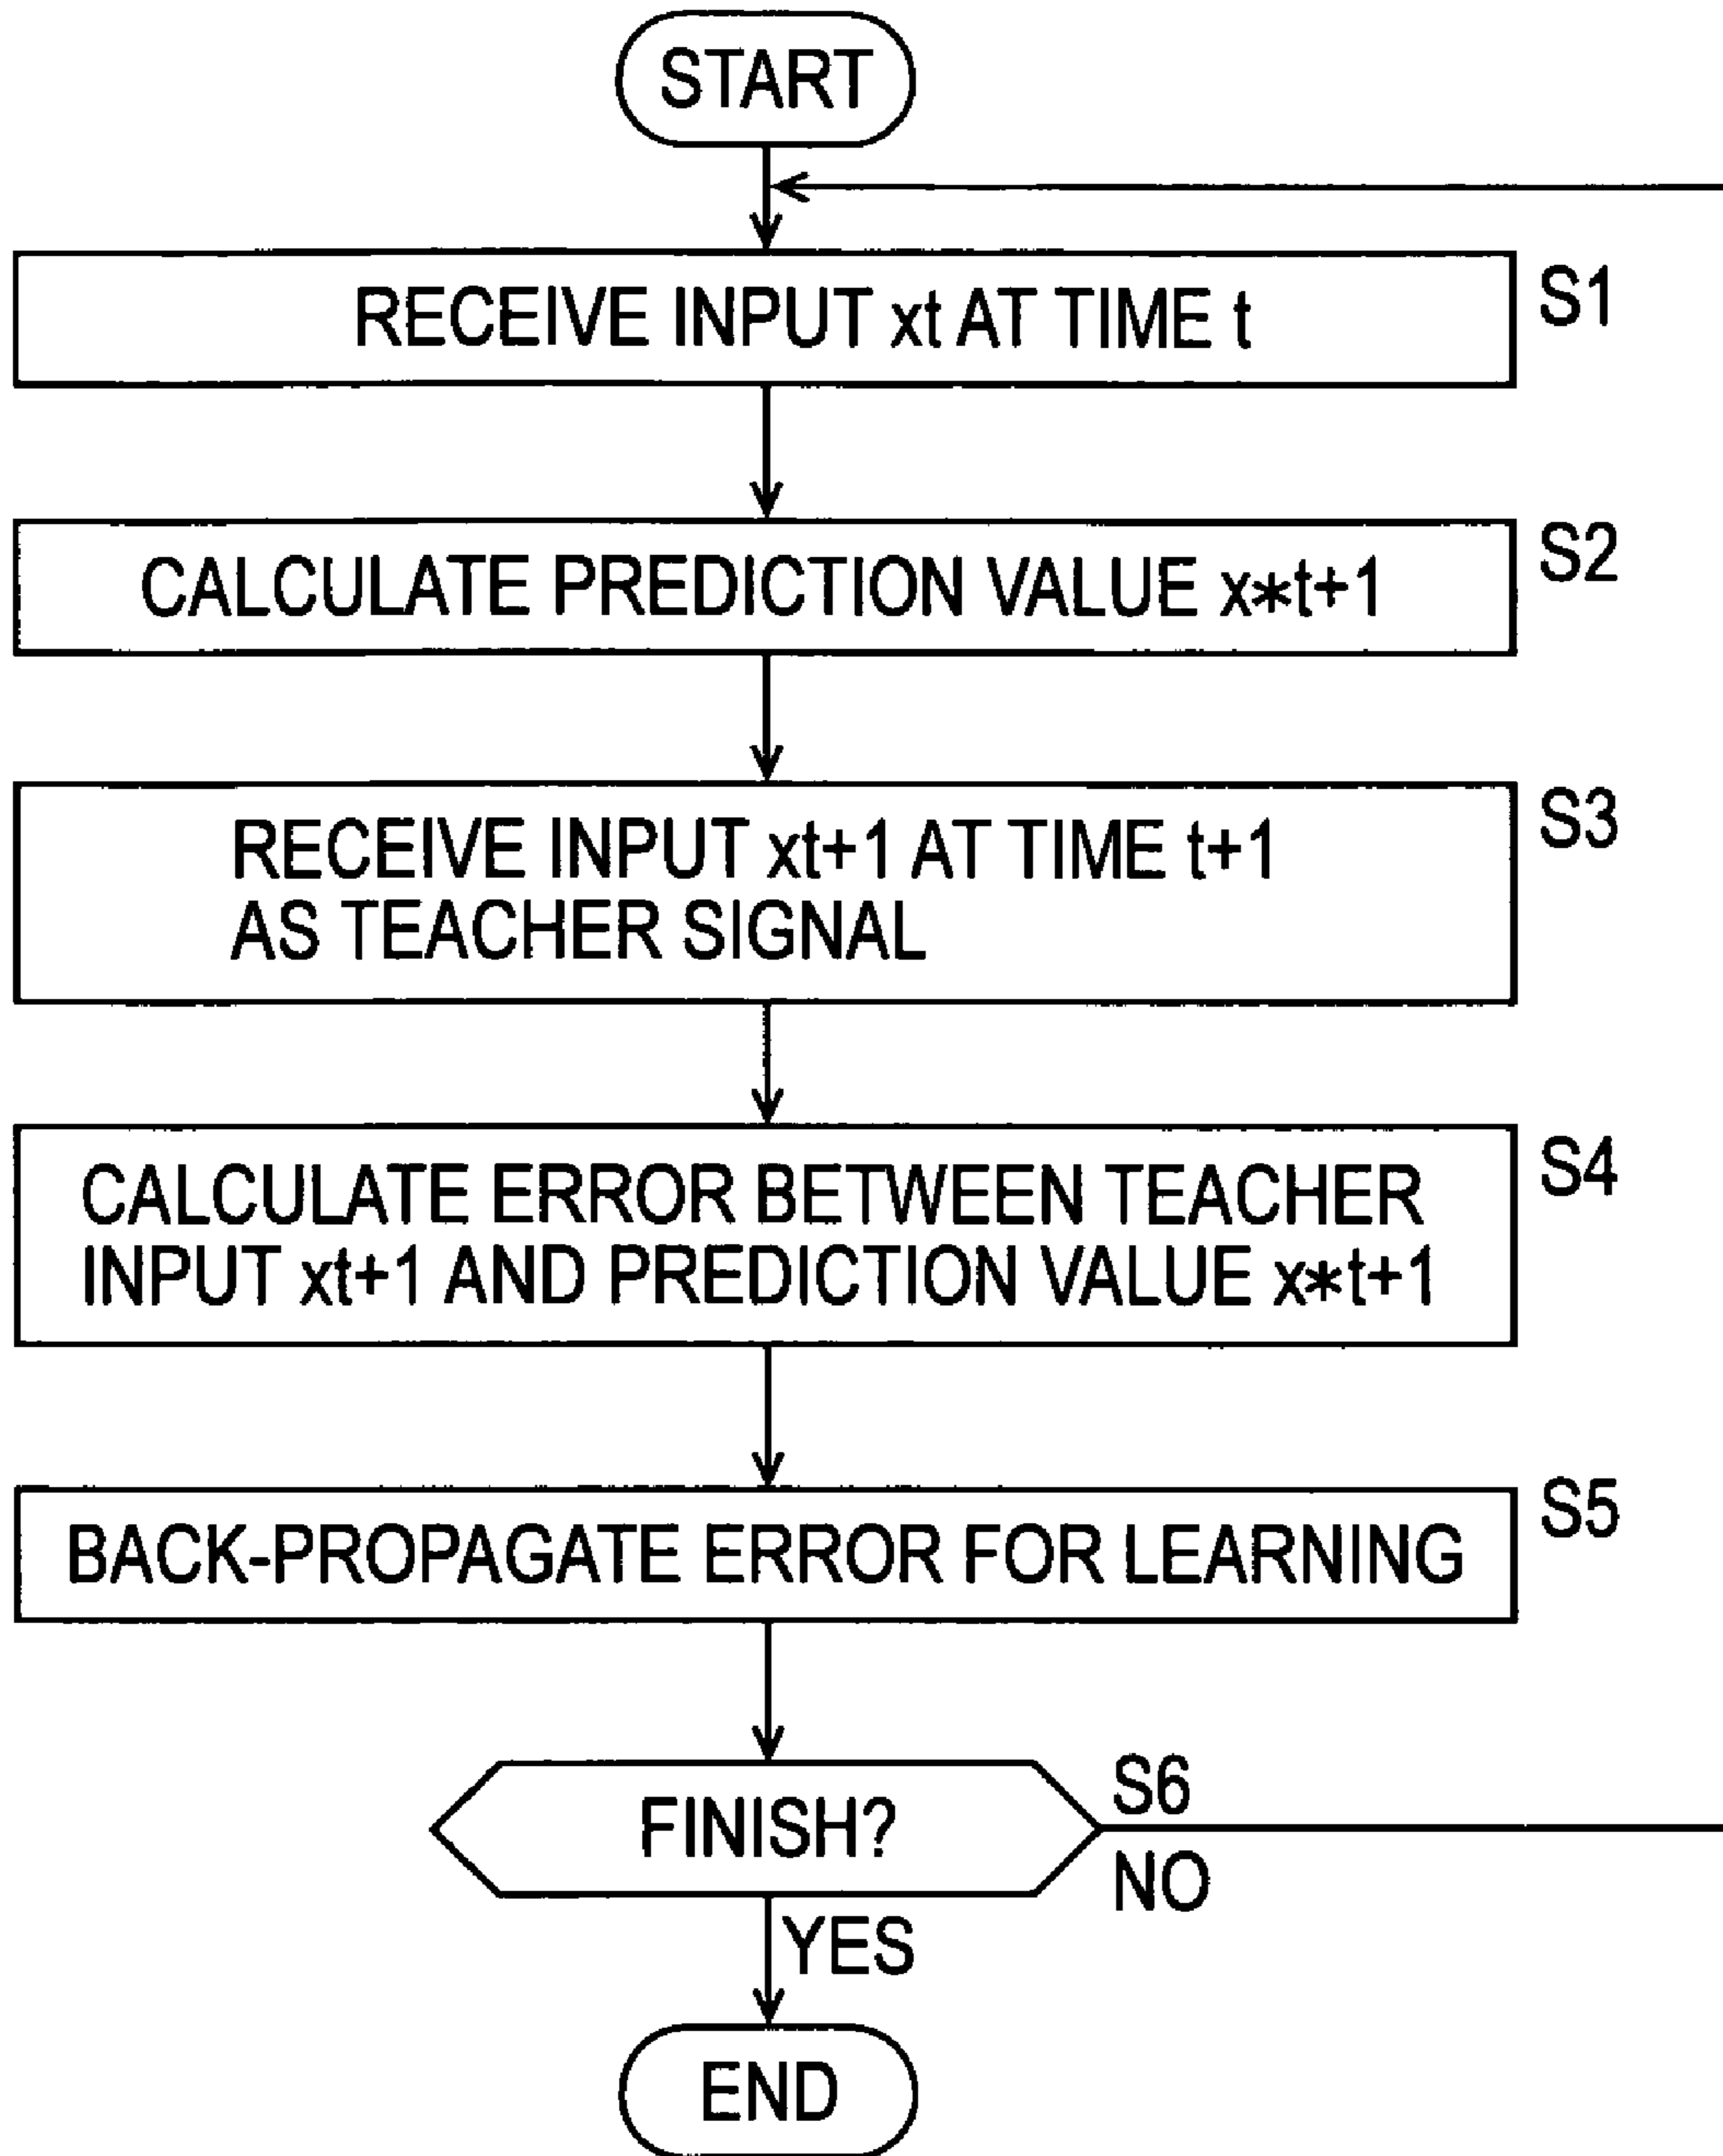 START
RECEIVE INPUT xt AT TIME t
S1
CALCULATE PREDICTION VALUE x*t+1
S2
RECEIVE INPUT xt+1 AT TIME t+1
AS TEACHER SIGNAL
S3
CALCULATE ERROR BETWEEN TEACHER
INPUT xt+1 AND PREDICTION VALUE x*t+1
S4
BACK-PROPAGATE ERROR FOR LEARNING
S5
FINISH?
S6
NO
YES
END